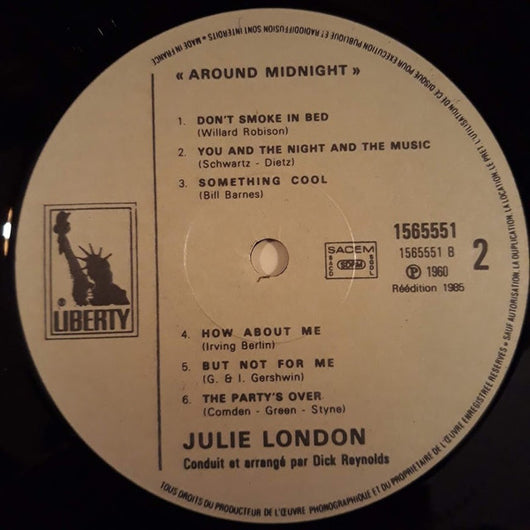 « AROUND MIDNIGHT »
1. DON'T SMOKE IN BED
(Willard Robison)
2. YOU AND THE NIGHT AND THE MUSIC
(Schwartz - Dietz)
3. SOMETHING COOL
(Bill Barnes)
® LIBERTY
SACEM
SACD SDRM SGDL
1565551
1565551 B
2
Ⓟ 1960
Réédition 1985
4. HOW ABOUT ME
(Irving Berlin)
5. BUT NOT FOR ME
(G. & I. Gershwin)
6. THE PARTY'S OVER
(Comden - Green - Styne)
JULIE LONDON
Conduit et arrangé par Dick Reynolds
TOUS DROITS DU PRODUCTEUR DE L'ŒUVRE PHONOGRAPHIQUE ET DU PROPRIETAIRE DE L'ŒUVRE ENREGISTREE RESERVES • SAUF AUTORISATION, LA DUPLICATION, LA LOCATION, LE PRET, L'UTILISATION DE CE DISQUE POUR EXECUTION PUBLIQUE ET RADIODIFFUSION SONT INTERDITS • MADE IN FRANCE